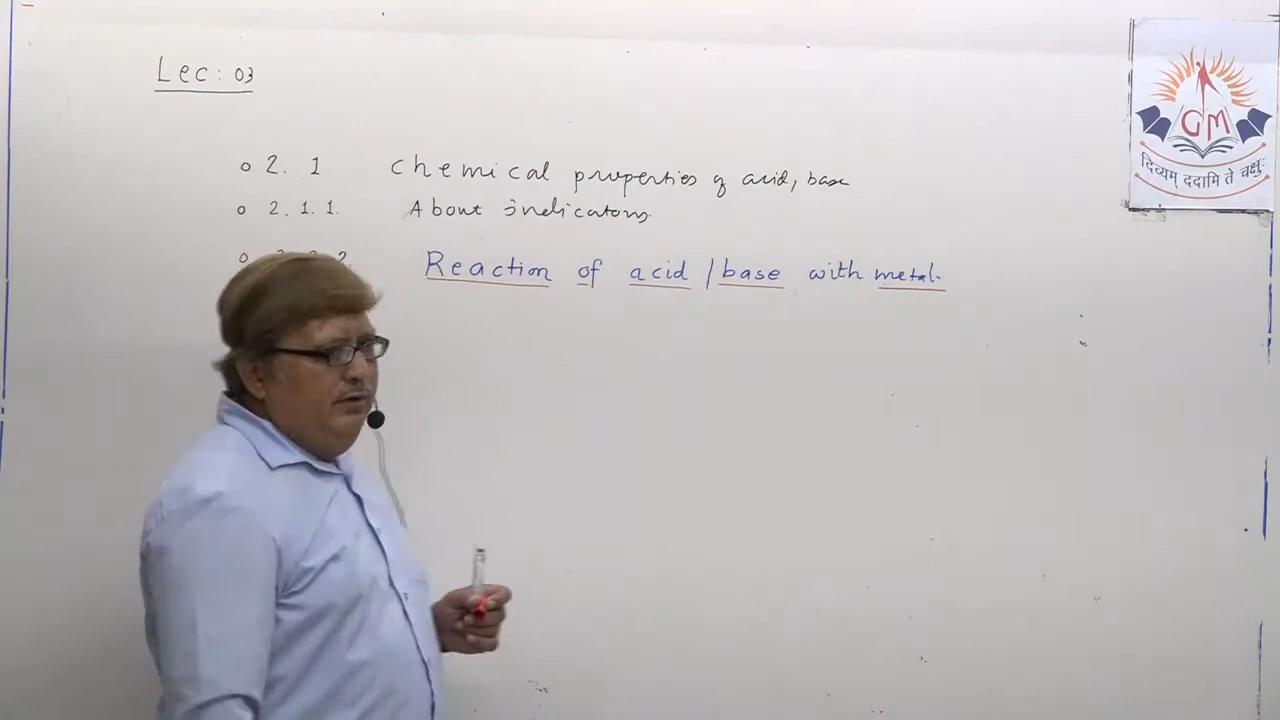 Lec: 03
o 2. 1 Chemical properties of acid, base
o 2. 1. 1. About indicators.
o Reaction of acid / base with metal.
GM
दिव्यम् ददामि ते चक्षुः